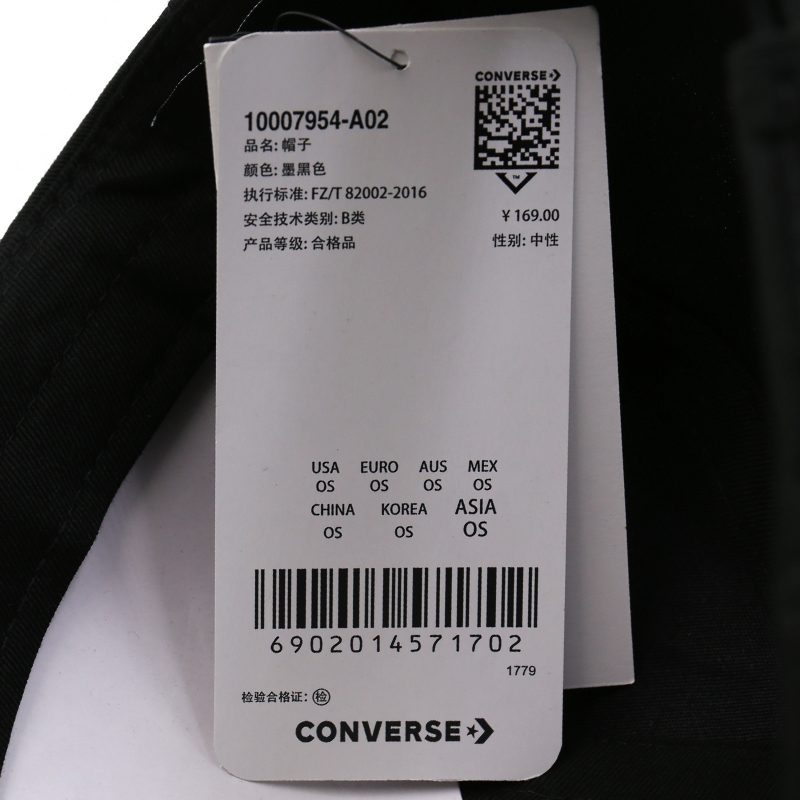 CONVERSE
10007954-A02
品名: 帽子
颜色: 墨黑色
执行标准: FZ/T 82002-2016
安全技术类别: B类
¥ 169.00
产品等级: 合格品
性别: 中性
USA EURO AUS MEX
OS OS OS OS
CHINA KOREA ASIA
OS OS OS
6902014571702
1779
检验合格证: 检
CONVERSE